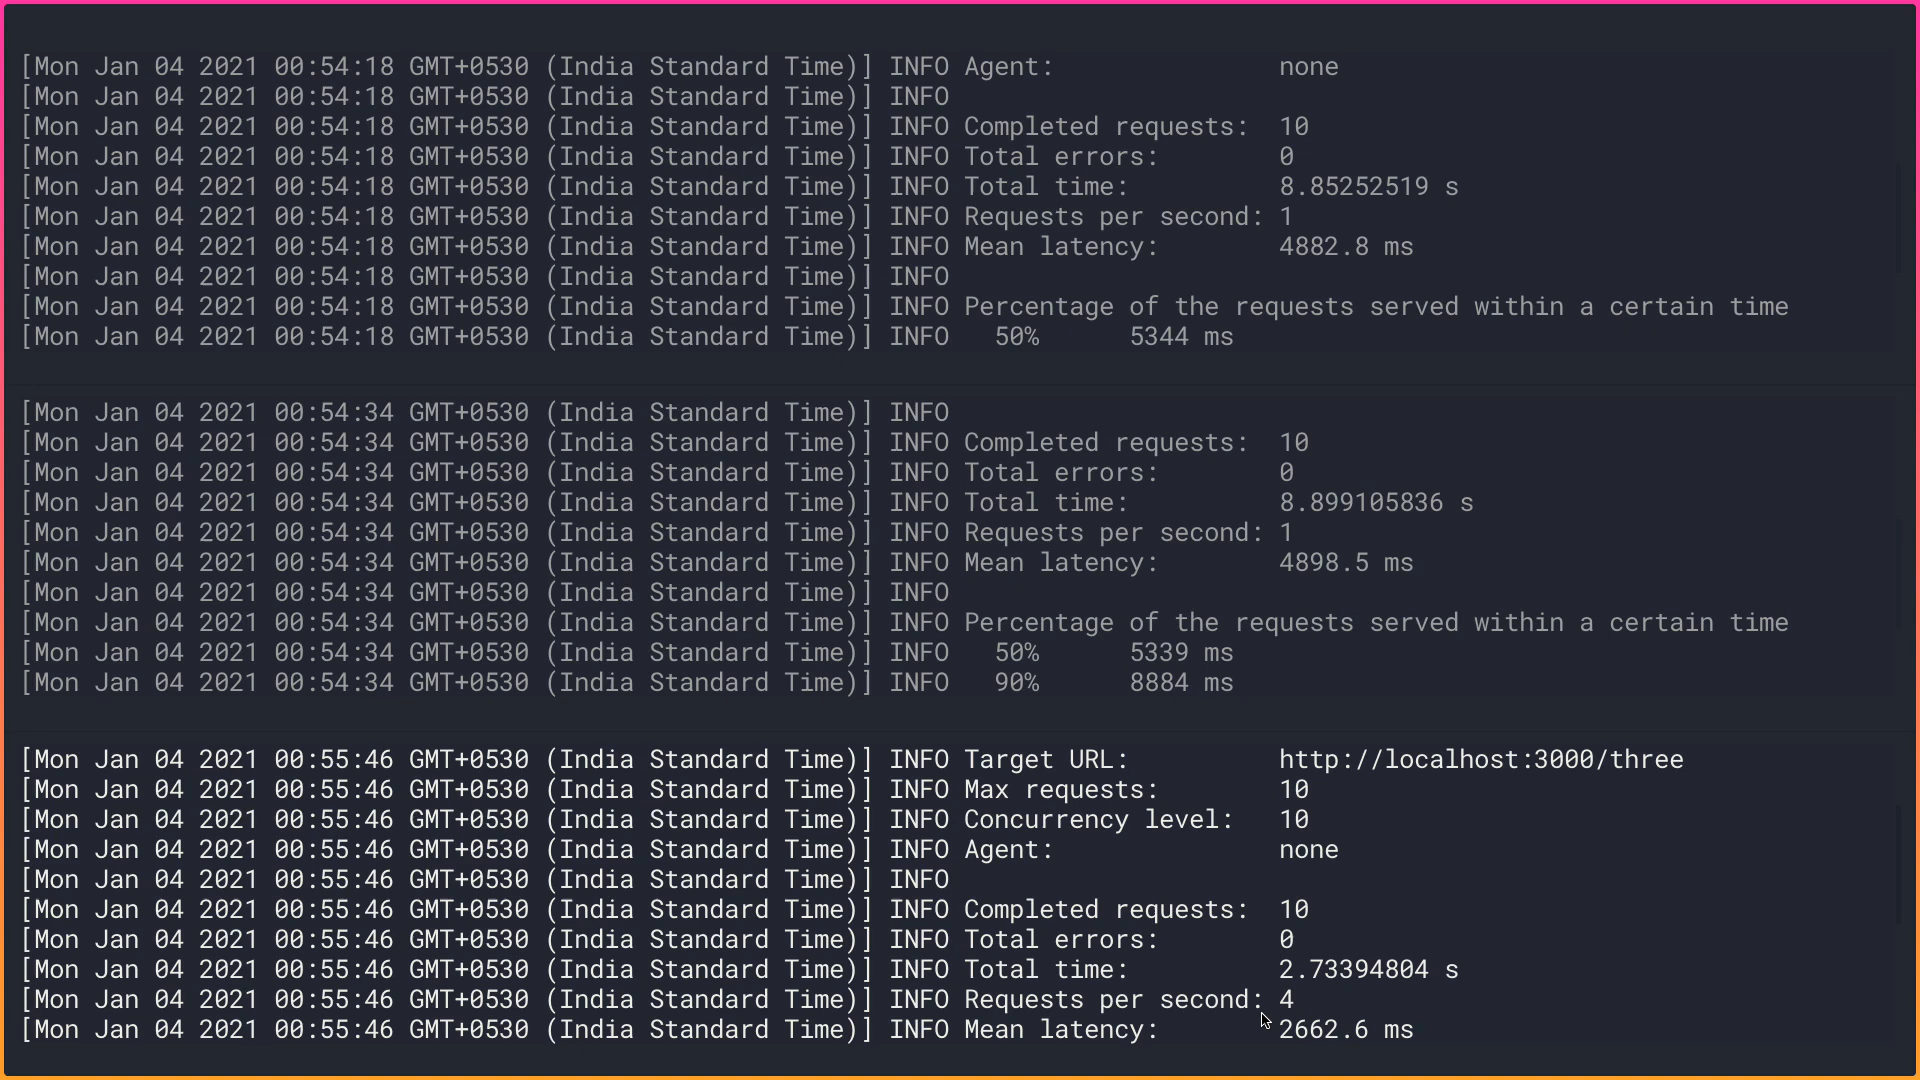 [Mon Jan 04 2021 00:54:18 GMT+0530 (India Standard Time)] INFO Agent:               none
[Mon Jan 04 2021 00:54:18 GMT+0530 (India Standard Time)] INFO
[Mon Jan 04 2021 00:54:18 GMT+0530 (India Standard Time)] INFO Completed requests:  10
[Mon Jan 04 2021 00:54:18 GMT+0530 (India Standard Time)] INFO Total errors:        0
[Mon Jan 04 2021 00:54:18 GMT+0530 (India Standard Time)] INFO Total time:          8.85252519 s
[Mon Jan 04 2021 00:54:18 GMT+0530 (India Standard Time)] INFO Requests per second: 1
[Mon Jan 04 2021 00:54:18 GMT+0530 (India Standard Time)] INFO Mean latency:        4882.8 ms
[Mon Jan 04 2021 00:54:18 GMT+0530 (India Standard Time)] INFO
[Mon Jan 04 2021 00:54:18 GMT+0530 (India Standard Time)] INFO Percentage of the requests served within a certain time
[Mon Jan 04 2021 00:54:18 GMT+0530 (India Standard Time)] INFO   50%      5344 ms
[Mon Jan 04 2021 00:54:34 GMT+0530 (India Standard Time)] INFO
[Mon Jan 04 2021 00:54:34 GMT+0530 (India Standard Time)] INFO Completed requests:  10
[Mon Jan 04 2021 00:54:34 GMT+0530 (India Standard Time)] INFO Total errors:        0
[Mon Jan 04 2021 00:54:34 GMT+0530 (India Standard Time)] INFO Total time:          8.899105836 s
[Mon Jan 04 2021 00:54:34 GMT+0530 (India Standard Time)] INFO Requests per second: 1
[Mon Jan 04 2021 00:54:34 GMT+0530 (India Standard Time)] INFO Mean latency:        4898.5 ms
[Mon Jan 04 2021 00:54:34 GMT+0530 (India Standard Time)] INFO
[Mon Jan 04 2021 00:54:34 GMT+0530 (India Standard Time)] INFO Percentage of the requests served within a certain time
[Mon Jan 04 2021 00:54:34 GMT+0530 (India Standard Time)] INFO   50%      5339 ms
[Mon Jan 04 2021 00:54:34 GMT+0530 (India Standard Time)] INFO   90%      8884 ms
[Mon Jan 04 2021 00:55:46 GMT+0530 (India Standard Time)] INFO Target URL:          http://localhost:3000/three
[Mon Jan 04 2021 00:55:46 GMT+0530 (India Standard Time)] INFO Max requests:        10
[Mon Jan 04 2021 00:55:46 GMT+0530 (India Standard Time)] INFO Concurrency level:   10
[Mon Jan 04 2021 00:55:46 GMT+0530 (India Standard Time)] INFO Agent:               none
[Mon Jan 04 2021 00:55:46 GMT+0530 (India Standard Time)] INFO
[Mon Jan 04 2021 00:55:46 GMT+0530 (India Standard Time)] INFO Completed requests:  10
[Mon Jan 04 2021 00:55:46 GMT+0530 (India Standard Time)] INFO Total errors:        0
[Mon Jan 04 2021 00:55:46 GMT+0530 (India Standard Time)] INFO Total time:          2.73394804 s
[Mon Jan 04 2021 00:55:46 GMT+0530 (India Standard Time)] INFO Requests per second: 4
[Mon Jan 04 2021 00:55:46 GMT+0530 (India Standard Time)] INFO Mean latency:        2662.6 ms